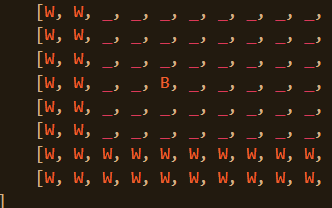 [W, W, _, _, _, _, _, _, _, _,
[W, W, _, _, _, _, _, _, _, _,
[W, W, _, _, _, _, _, _, _, _,
[W, W, _, _, B, _, _, _, _, _,
[W, W, _, _, _, _, _, _, _, _,
[W, W, _, _, _, _, _, _, _, _,
[W, W, W, W, W, W, W, W, W, W,
[W, W, W, W, W, W, W, W, W, W,
]